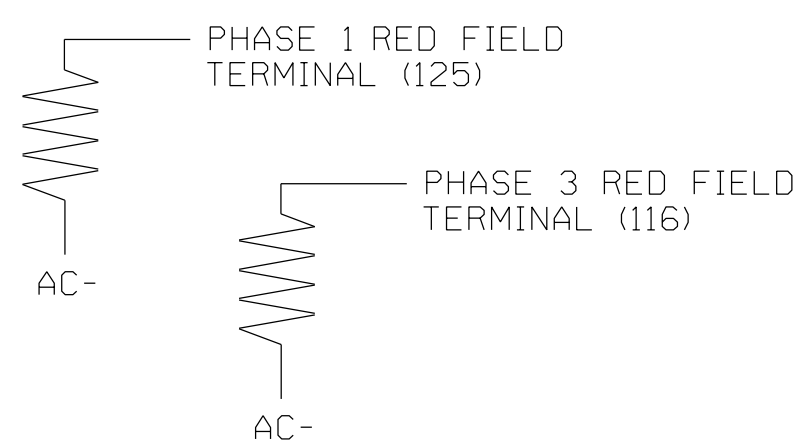 PHASE 1 RED FIELD
TERMINAL (125)
PHASE 3 RED FIELD
TERMINAL (116)
AC-
AC-